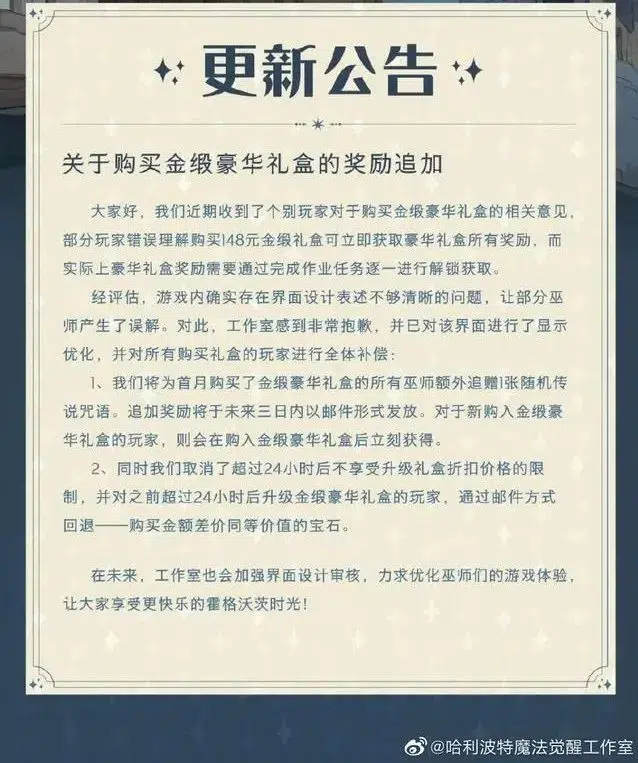 更新公告
关于购买金缎豪华礼盒的奖励追加
大家好，我们近期收到了个别玩家对于购买金缎豪华礼盒的相关意见，
部分玩家错误理解购买148元金缎礼盒可立即获取豪华礼盒所有奖励，而
实际上豪华礼盒奖励需要通过完成作业任务逐一进行解锁获取。
经评估，游戏内确实存在界面设计表述不够清晰的问题，让部分巫
师产生了误解。对此，工作室感到非常抱歉，并已对该界面进行了显示
优化，并对所有购买礼盒的玩家进行全体补偿：
1、我们将为首月购买了金缎豪华礼盒的所有巫师额外追赠1张随机传
说咒语。追加奖励将于未来三日内以邮件形式发放。对于新购入金缎豪
华礼盒的玩家，则会在购入金缎豪华礼盒后立刻获得。
2、同时我们取消了超过24小时后不享受升级礼盒折扣价格的限
制，并对之前超过24小时后升级金缎豪华礼盒的玩家，通过邮件方式
回退——购买金额差价同等价值的宝石。
在未来，工作室也会加强界面设计审核，力求优化巫师们的游戏体验，
让大家享受更快乐的霍格沃茨时光！
@哈利波特魔法觉醒工作室